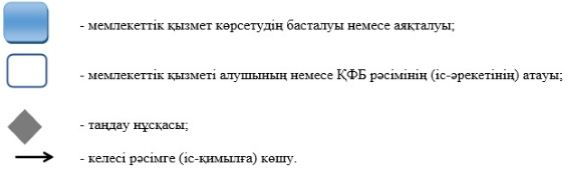 - мемлекеттік қызмет көрсетудің басталуы немесе аяқталуы;
- мемлекеттік қызметі алушының немесе ҚФБ рәсімінің (іс-әрекетінің) атауы;
- таңдау нұсқасы;
- келесі рәсімге (іс-қимылға) көшу.